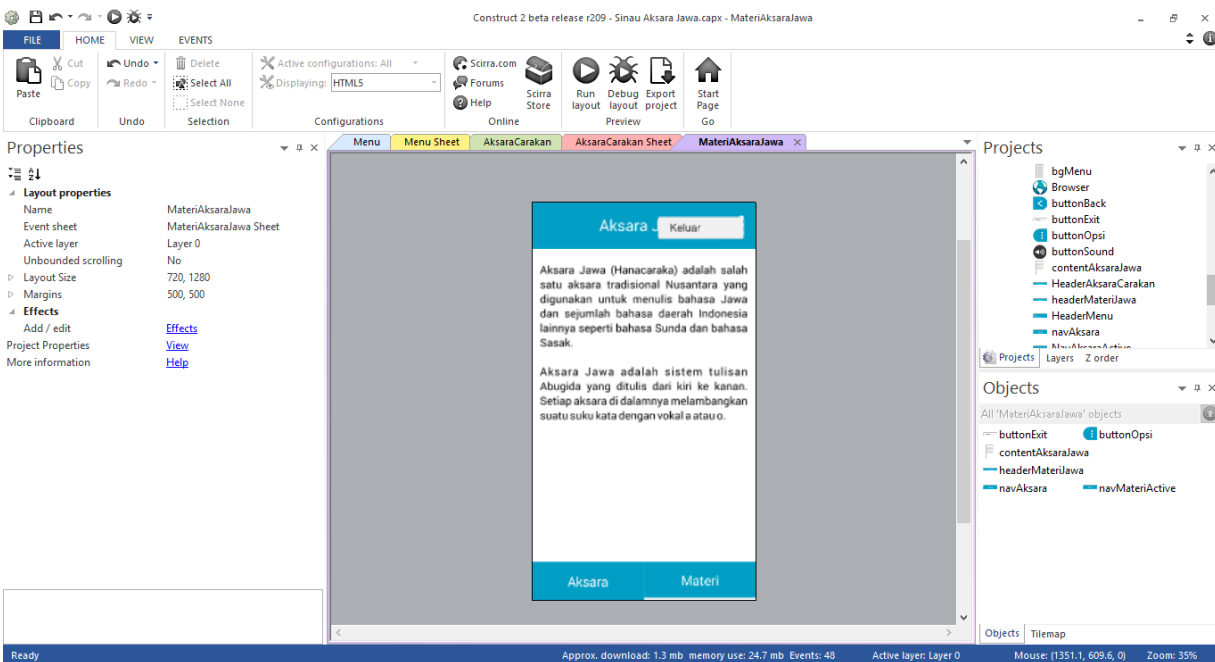 Construct 2 beta release r209 - Sinau Aksara Jawa.capx - MateriAksaraJawa
FILE HOME VIEW EVENTS
Paste
Cut
Copy
Clipboard
Undo
Redo
Undo
Delete
Select All
Select None
Selection
Active configurations: All
Displaying: HTML5
Configurations
Scirra.com
Forums
Help
Scirra
Store
Online
Run
layout
Debug
layout
Export
project
Preview
Start
Page
Go
Properties
Layout properties
Name MateriAksaraJawa
Event sheet MateriAksaraJawa Sheet
Active layer Layer 0
Unbounded scrolling No
Layout Size 720, 1280
Margins 500, 500
Effects
Add / edit Effects
Project Properties View
More information Help
Menu Menu Sheet AksaraCarakan AksaraCarakan Sheet MateriAksaraJawa
Aksara J
Keluar
Aksara Jawa (Hanacaraka) adalah salah
satu aksara tradisional Nusantara yang
digunakan untuk menulis bahasa Jawa
dan sejumlah bahasa daerah Indonesia
lainnya seperti bahasa Sunda dan bahasa
Sasak.
Aksara Jawa adalah sistem tulisan
Abugida yang ditulis dari kiri ke kanan.
Setiap aksara di dalamnya melambangkan
suatu suku kata dengan vokal a atau o.
Aksara Materi
Projects
bgMenu
Browser
buttonBack
buttonExit
buttonOpsi
buttonSound
contentAksaraJawa
HeaderAksaraCarakan
headerMateriJawa
HeaderMenu
navAksara
NavAksaraActive
Projects Layers Z order
Objects
All 'MateriAksaraJawa' objects
buttonExit buttonOpsi
contentAksaraJawa
headerMateriJawa
navAksara navMateriActive
Objects Tilemap
Ready Approx. download: 1.3 mb memory use: 24.7 mb Events: 48 Active layer: Layer 0 Mouse: (1351.1, 609.6, 0) Zoom: 35%